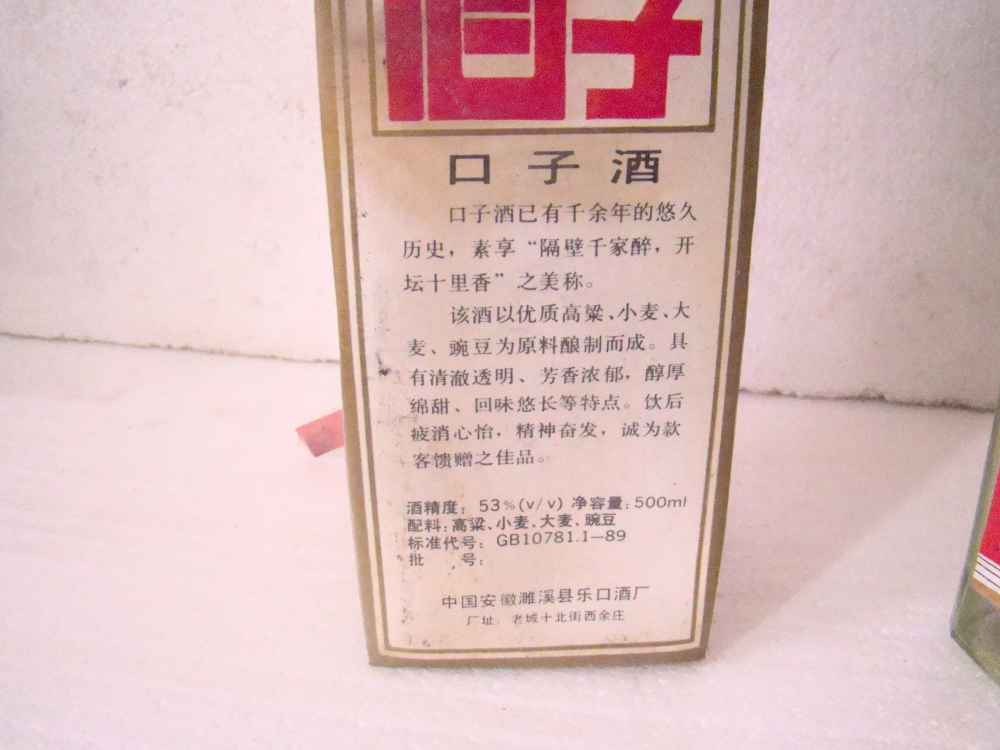 口子
口子酒
口子酒已有千余年的悠久
历史，素享“隔壁千家醉，开
坛十里香”之美称。
该酒以优质高粱、小麦、大
麦、豌豆为原料酿制而成。具
有清澈透明、芳香浓郁，醇厚
绵甜、回味悠长等特点。饮后
疲消心怡，精神奋发，诚为款
客馈赠之佳品。
酒精度：53%(v/v) 净容量：500ml
配料：高粱、小麦、大麦、豌豆
标准代号：GB10781.1—89
批 号：
中国安徽濉溪县乐口酒厂
厂址：老城十北街西余庄